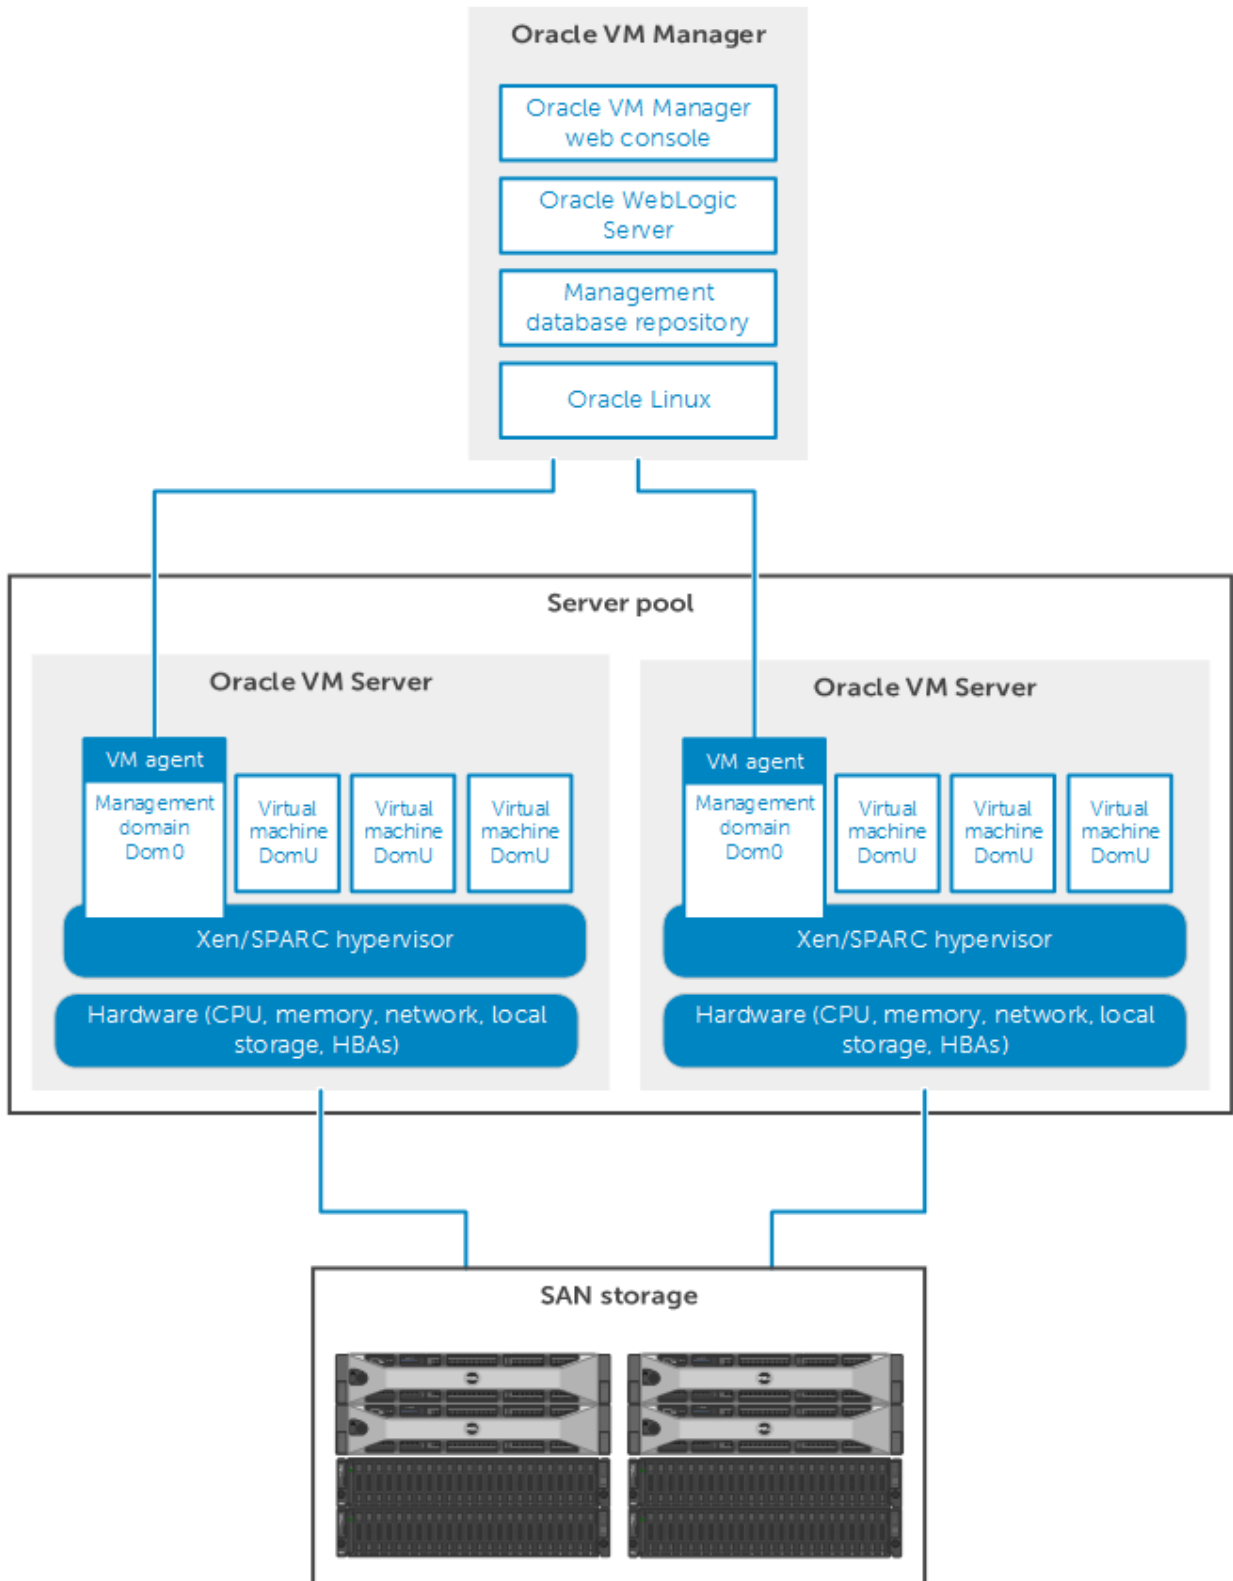 Oracle VM Manager
Oracle VM Manager
web console
Oracle WebLogic
Server
Management
database repository
Oracle Linux
Server pool
Oracle VM Server
VM agent
Management
domain
Dom0
Virtual
machine
DomU
Virtual
machine
DomU
Virtual
machine
DomU
Xen/SPARC hypervisor
Hardware (CPU, memory, network, local
storage, HBAs)
Oracle VM Server
VM agent
Management
domain
Dom0
Virtual
machine
DomU
Virtual
machine
DomU
Virtual
machine
DomU
Xen/SPARC hypervisor
Hardware (CPU, memory, network, local
storage, HBAs)
SAN storage